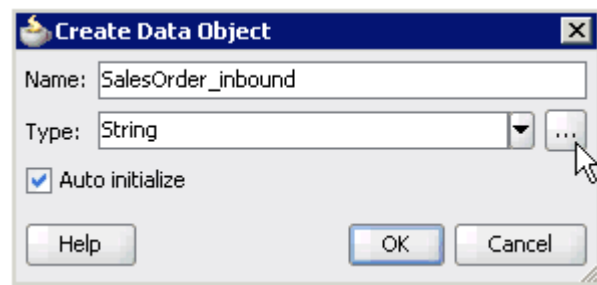 Create Data Object
Name: SalesOrder_inbound
Type: String ...
Auto initialize
Help OK Cancel